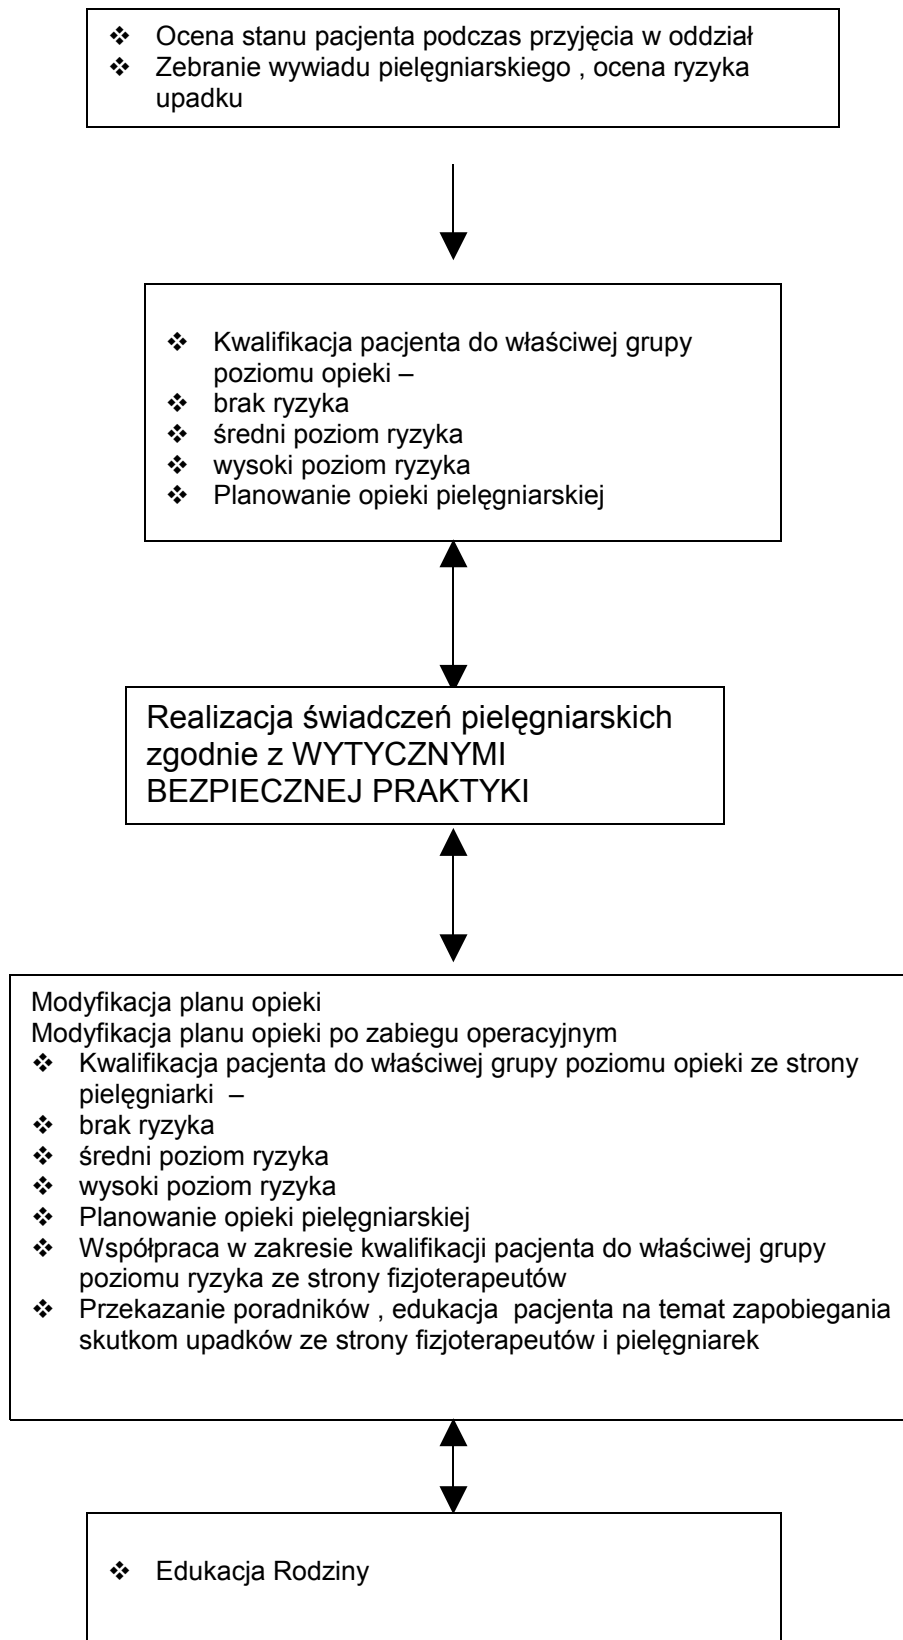 ❖ Ocena stanu pacjenta podczas przyjęcia w oddział
❖ Zebranie wywiadu pielęgniarskiego , ocena ryzyka
upadku
❖ Kwalifikacja pacjenta do właściwej grupy
poziomu opieki –
❖ brak ryzyka
❖ średni poziom ryzyka
❖ wysoki poziom ryzyka
❖ Planowanie opieki pielęgniarskiej
Realizacja świadczeń pielęgniarskich
zgodnie z WYTYCZNYMI
BEZPIECZNEJ PRAKTYKI
Modyfikacja planu opieki
Modyfikacja planu opieki po zabiegu operacyjnym
❖ Kwalifikacja pacjenta do właściwej grupy poziomu opieki ze strony
pielęgniarki –
❖ brak ryzyka
❖ średni poziom ryzyka
❖ wysoki poziom ryzyka
❖ Planowanie opieki pielęgniarskiej
❖ Współpraca w zakresie kwalifikacji pacjenta do właściwej grupy
poziomu ryzyka ze strony fizjoterapeutów
❖ Przekazanie poradników , edukacja pacjenta na temat zapobiegania
skutkom upadków ze strony fizjoterapeutów i pielęgniarek
❖ Edukacja Rodziny